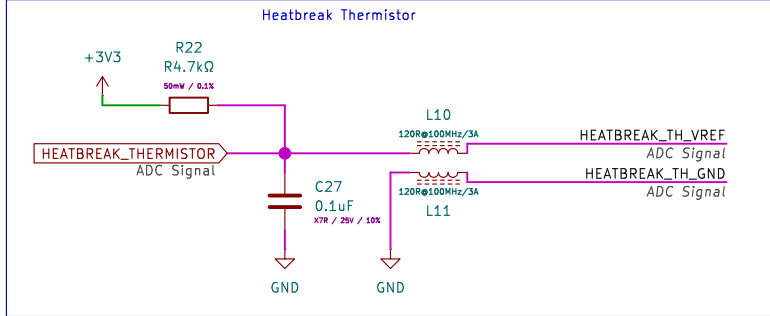 Heatbreak Thermistor
+3V3
R22
R4.7kΩ
50mW / 0.1%
HEATBREAK_THERMISTOR
ADC Signal
L10
120R@100MHz/3A
HEATBREAK_TH_VREF
ADC Signal
HEATBREAK_TH_GND
ADC Signal
120R@100MHz/3A
L11
C27
0.1uF
X7R / 25V / 10%
GND
GND